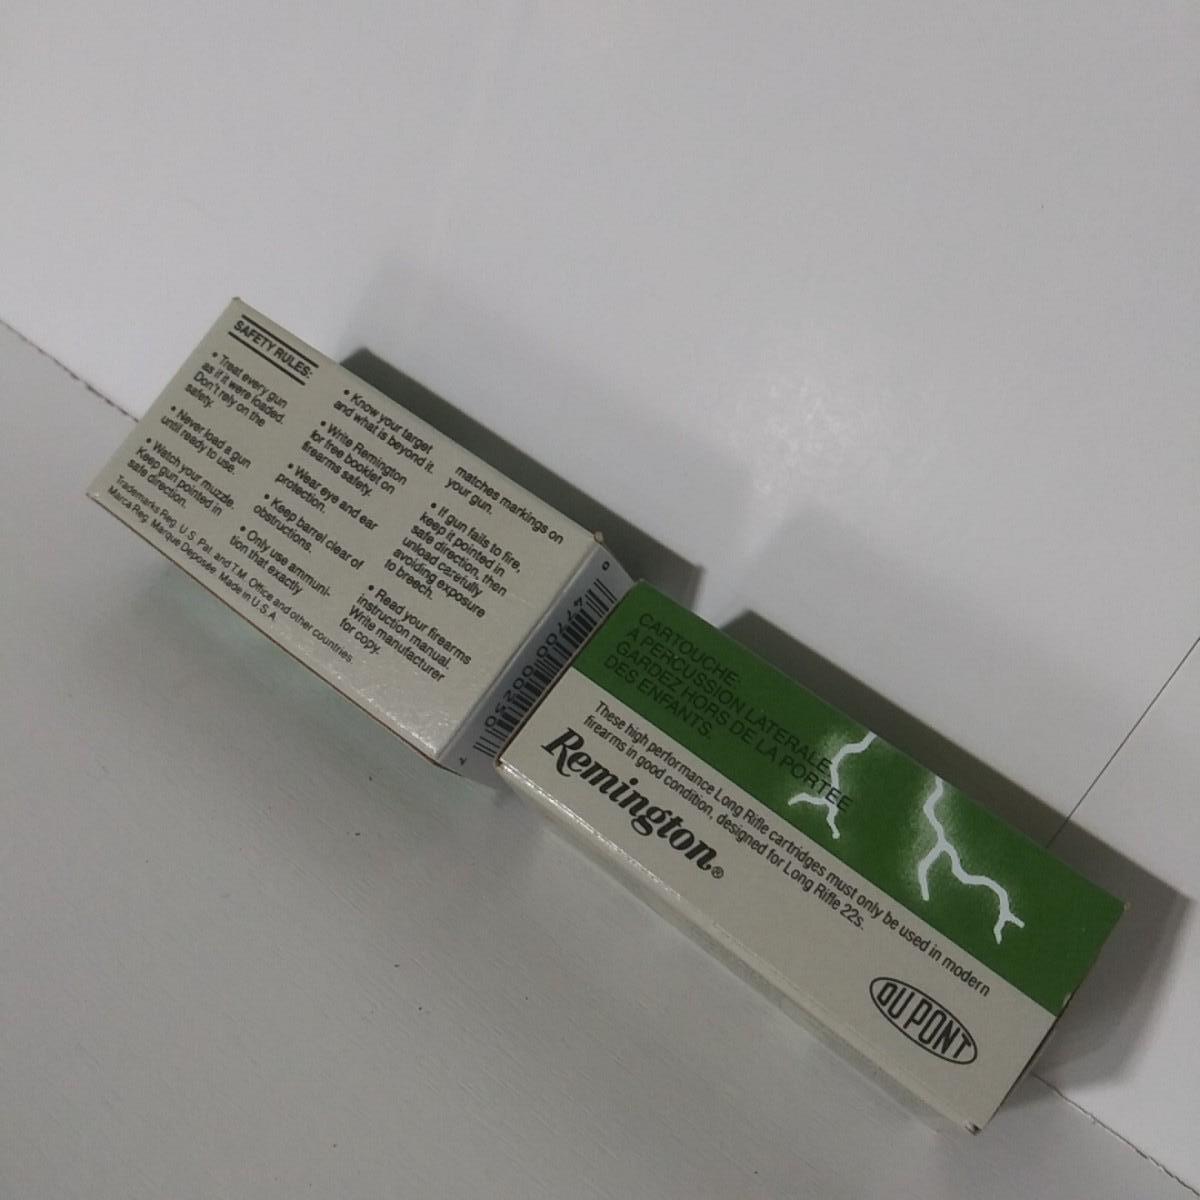 SAFETY RULES:
• Treat every gun
as if it were loaded.
Don't rely on the
safety.
• Never load a gun
until ready to use.
• Watch your muzzle.
Keep gun pointed in
safe direction.
• Know your target
and what is beyond it.
• Write Remington
for free booklet on
firearms safety.
• Wear eye and ear
protection.
• Keep barrel clear of
obstructions.
• Only use ammuni-
tion that exactly
matches markings on
your gun.
• If gun fails to fire,
keep it pointed in
safe direction, then
unload carefully
avoiding exposure
to breech.
• Read your firearms
instruction manual.
Write manufacturer
for copy.
Trademarks Reg. U.S. Pat. and T.M. Office and other countries.
Marca Reg. Marque Deposée. Made in U.S.A.
CARTOUCHE:
A PERCUSSION LATERALE
GARDEZ HORS DE LA PORTEE
DES ENFANTS.
These high performance Long Rifle cartridges must only be used in modern
firearms in good condition, designed for Long Rifle 22s.
Remington®
DU PONT